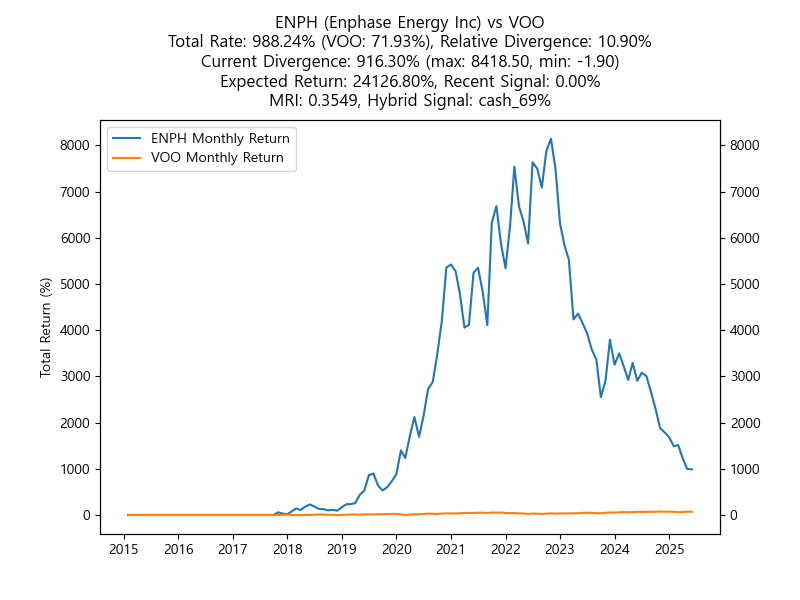 ENPH (Enphase Energy Inc) vs VOO
Total Rate: 988.24% (VOO: 71.93%), Relative Divergence: 10.90%
Current Divergence: 916.30% (max: 8418.50, min: -1.90)
Expected Return: 24126.80%, Recent Signal: 0.00%
MRI: 0.3549, Hybrid Signal: cash_69%
ENPH Monthly Return
VOO Monthly Return
Total Return (%)
8000
7000
6000
5000
4000
3000
2000
1000
0
8000
7000
6000
5000
4000
3000
2000
1000
0
2015 2016 2017 2018 2019 2020 2021 2022 2023 2024 2025